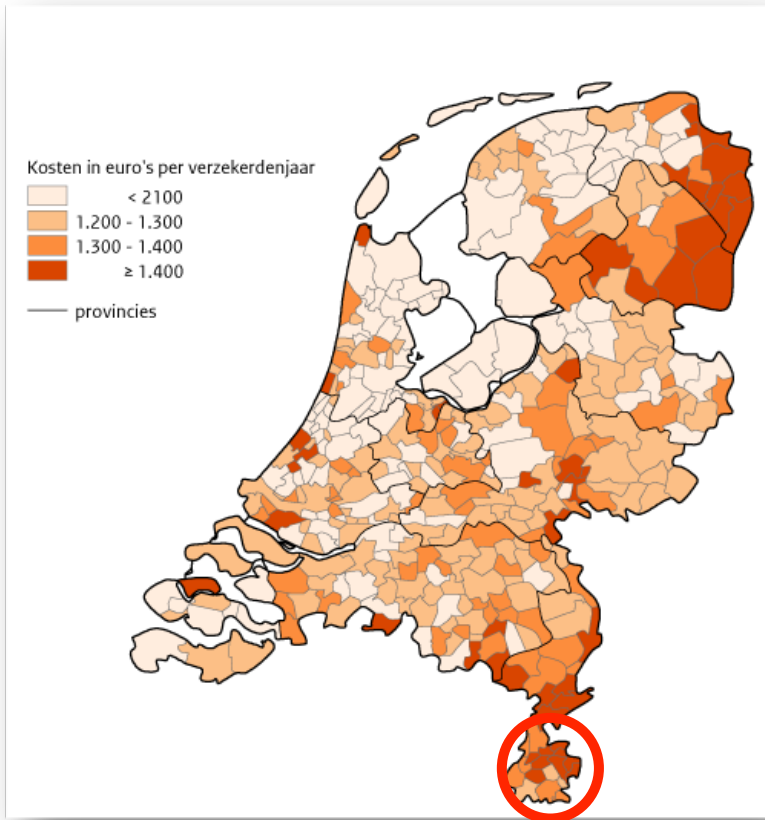 Kosten in euro's per verzekerdenjaar
< 2100
1.200 - 1.300
1.300 - 1.400
≥ 1.400
provincies